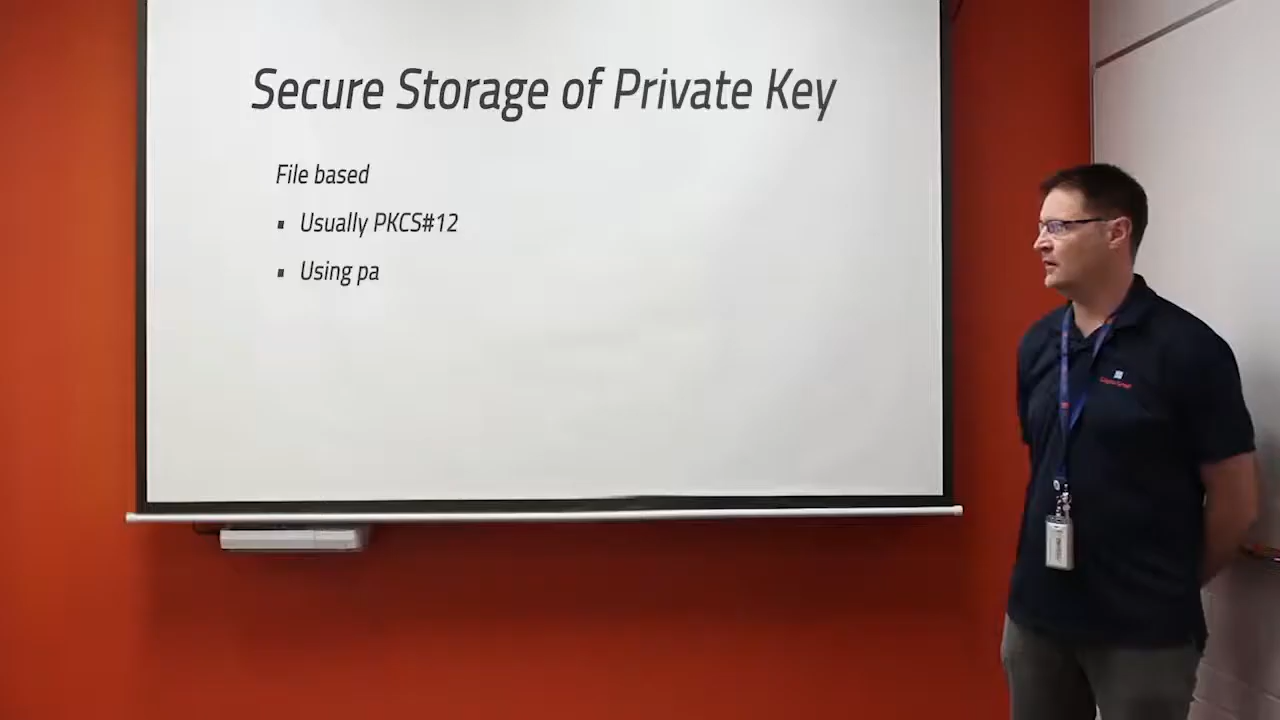 Secure Storage of Private Key
File based
▪ Usually PKCS#12
▪ Using pa